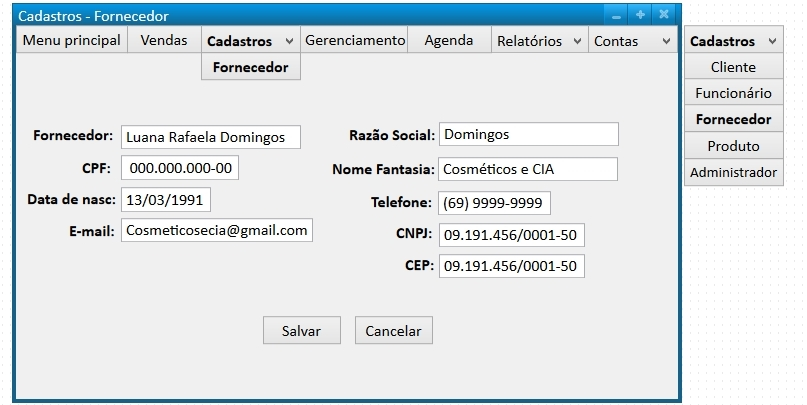 Cadastros - Fornecedor
Menu principal Vendas Cadastros Gerenciamento Agenda Relatórios Contas
Fornecedor
Fornecedor: Luana Rafaela Domingos
CPF: 000.000.000-00
Data de nasc: 13/03/1991
E-mail: Cosmeticosecia@gmail.com
Razão Social: Domingos
Nome Fantasia: Cosméticos e CIA
Telefone: (69) 9999-9999
CNPJ: 09.191.456/0001-50
CEP: 09.191.456/0001-50
Salvar Cancelar
Cadastros
Cliente
Funcionário
Fornecedor
Produto
Administrador